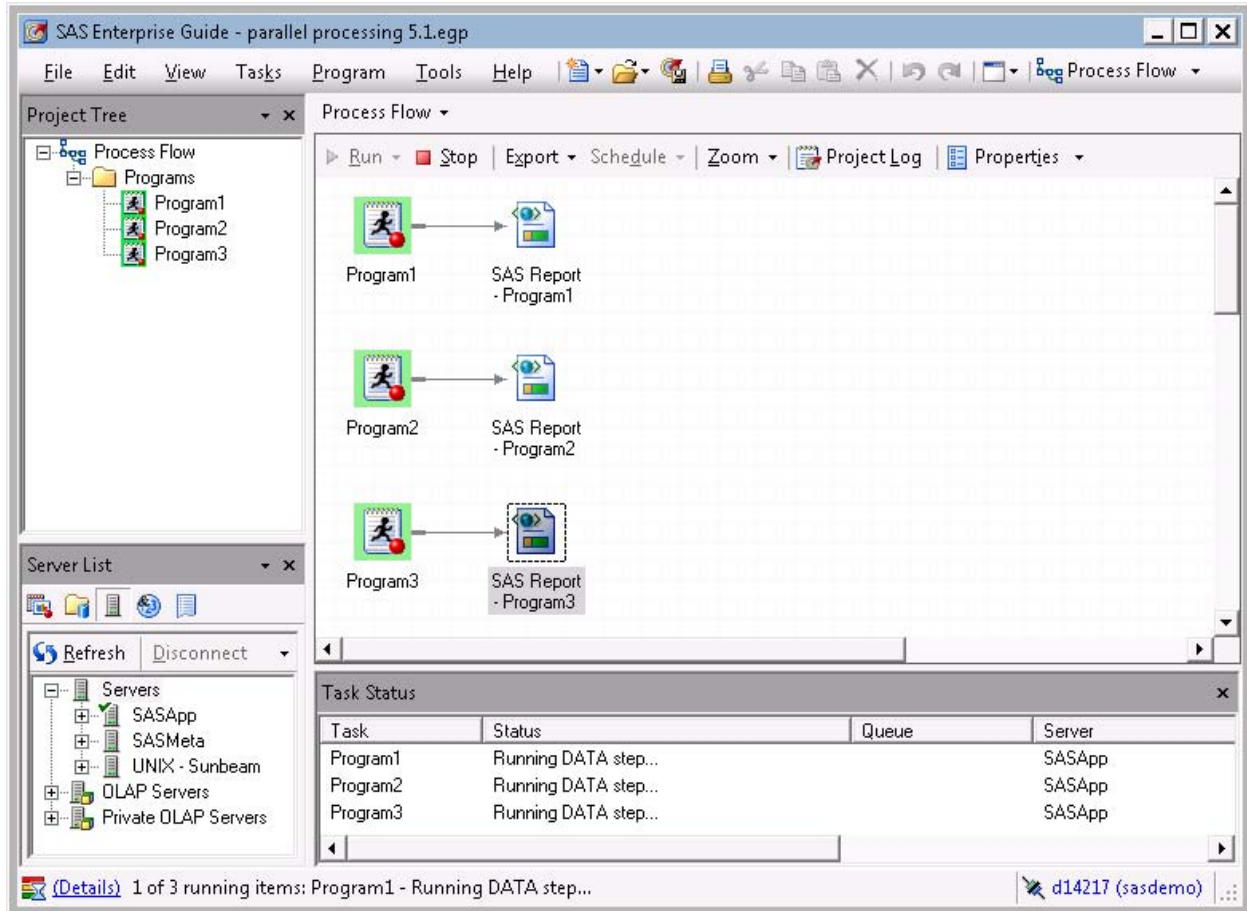 SAS Enterprise Guide - parallel processing 5.1.egp
File Edit View Tasks Program Tools Help Process Flow
Project Tree
Process Flow
Programs
Program1
Program2
Program3
Process Flow
Run Stop Export Schedule Zoom Project Log Properties
Program1
SAS Report
- Program1
Program2
SAS Report
- Program2
Program3
SAS Report
- Program3
Server List
Refresh Disconnect
Servers
SASApp
SASMeta
UNIX - Sunbeam
OLAP Servers
Private OLAP Servers
Task Status
Task Status Queue Server
Program1 Running DATA step... SASApp
Program2 Running DATA step... SASApp
Program3 Running DATA step... SASApp
(Details) 1 of 3 running items: Program1 - Running DATA step... d14217 (sasdemo)